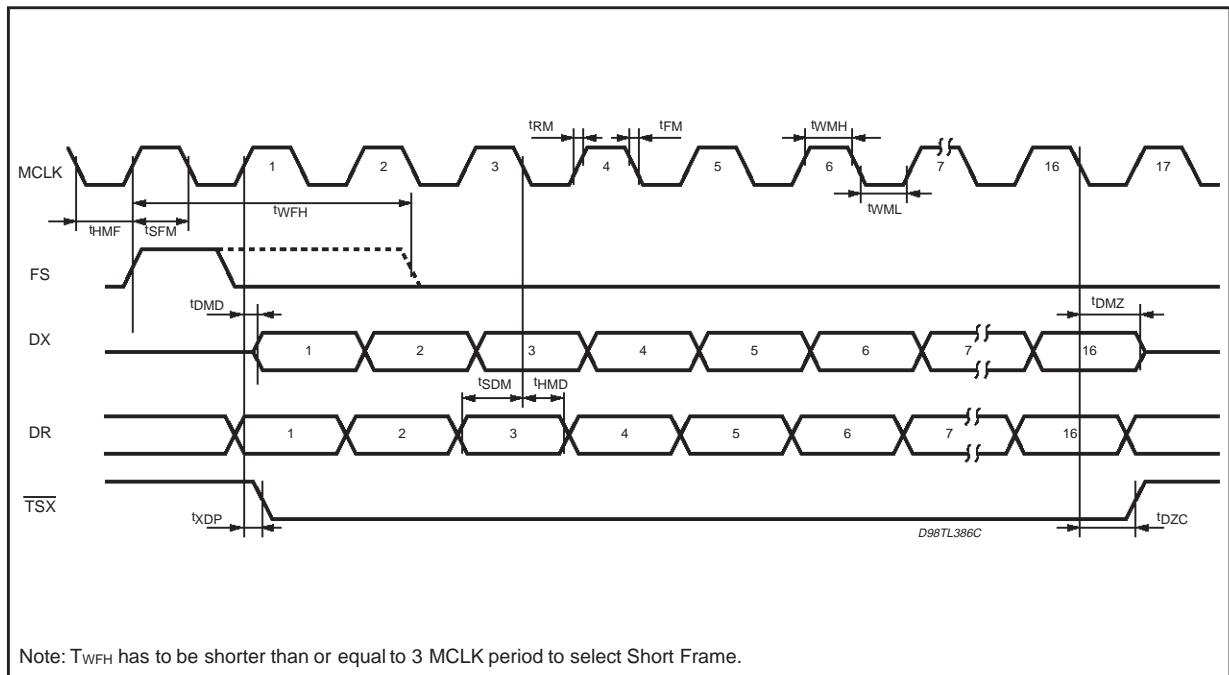 tRM
tFM
tWMH
MCLK
1
2
3
4
5
6
7
16
17
tWFH
tWML
tHMF
tSFM
FS
tDMD
tDMZ
DX
1
2
3
4
5
6
7
16
tSDM
tHMD
DR
1
2
3
4
5
6
7
16
TSX
tXDP
D98TL386C
tDZC
Note: TWFH has to be shorter than or equal to 3 MCLK period to select Short Frame.